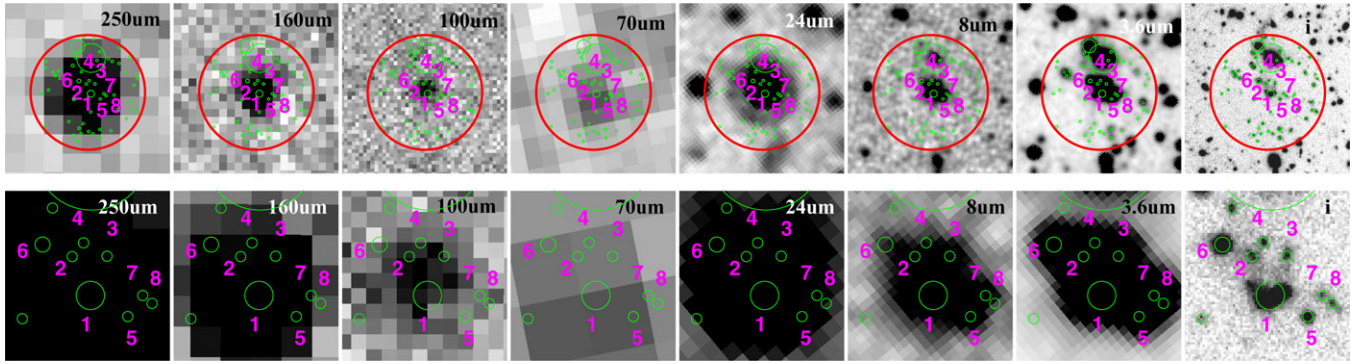 250um 160um 100um 70um 24um 8um 3.6um i
4 4 4 4 4 4 4 4
3 3 3 3 3 3 3 3
6 7 6 7 6 7 6 7 6 7 6 7 6 7 6 7
2 2 2 2 2 2 2 2
1 5 8 1 5 8 1 5 8 1 5 8 1 5 8 1 5 8 1 5 8 1 5 8
250um 160um 100um 70um 24um 8um 3.6um i
4 3 4 3 4 3 4 3 4 3 4 3 4 3 4 3
6 6 6 6 6 6 6 6
2 7 2 7 2 7 2 7 2 7 2 7 2 7 2 7
8 8 8 8 8 8 8 8
1 1 1 1 1 1 1 1
5 5 5 5 5 5 5 5